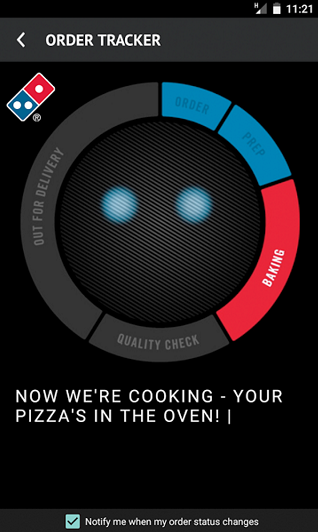 H 11:21
ORDER TRACKER
®
ORDER
PREP
BAKING
QUALITY CHECK
OUT FOR DELIVERY
NOW WE'RE COOKING - YOUR
PIZZA'S IN THE OVEN! |
Notify me when my order status changes